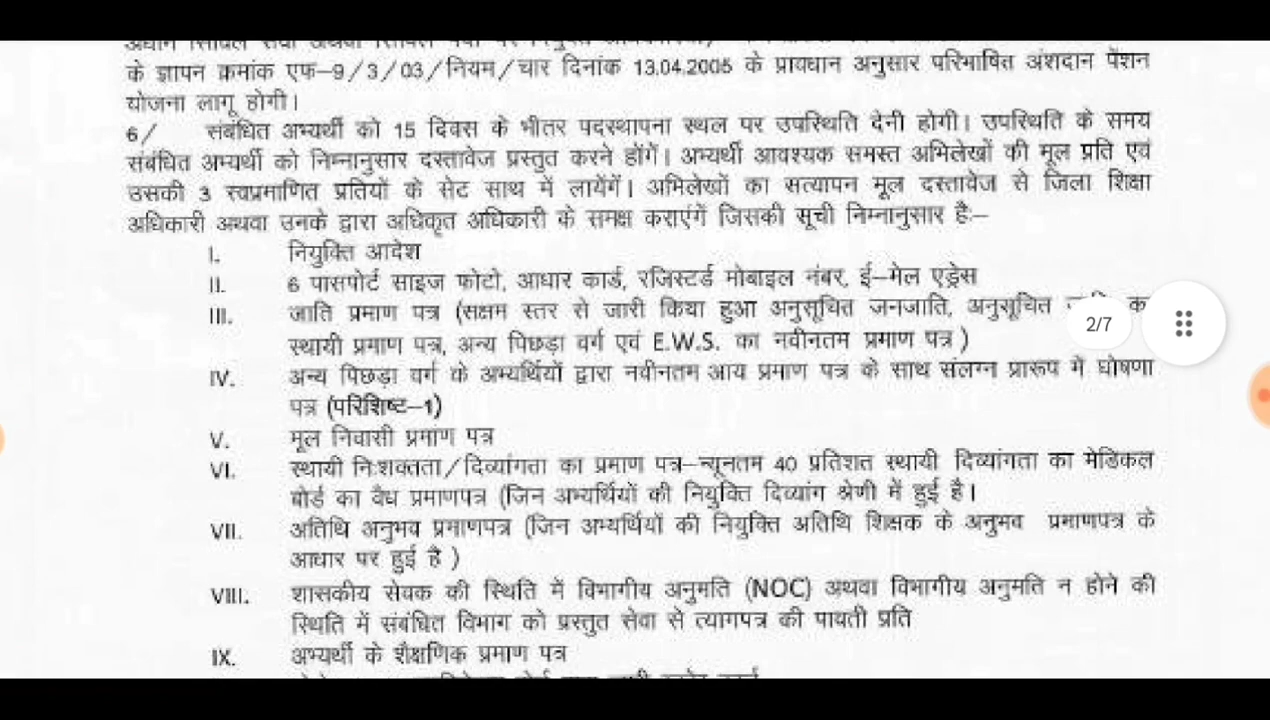 के ज्ञापन क्रमांक एफ–9/3/03/नियम/चार दिनांक 13.04.2005 के प्रावधान अनुसार परिभाषित अंशदान पेंशन
योजना लागू होगी।
6/ संबंधित अभ्यर्थी को 15 दिवस के भीतर पदस्थापना स्थल पर उपस्थिति देनी होगी। उपस्थिति के समय
संबंधित अभ्यर्थी को निम्नानुसार दस्तावेज प्रस्तुत करने होंगें। अभ्यर्थी आवश्यक समस्त अभिलेखों की मूल प्रति एवं
उसकी 3 स्वप्रमाणित प्रतियों के सेट साथ में लायेंगें। अभिलेखों का सत्यापन मूल दस्तावेज से जिला शिक्षा
अधिकारी अथवा उनके द्वारा अधिकृत अधिकारी के समक्ष कराएंगें जिसकी सूची निम्नानुसार हैः–
I. नियुक्ति आदेश
II. 6 पासपोर्ट साइज फोटो, आधार कार्ड, रजिस्टर्ड मोबाइल नंबर, ई–मेल एड्रेस
III. जाति प्रमाण पत्र (सक्षम स्तर से जारी किया हुआ अनुसूचित जनजाति, अनुसूचित
2/7
स्थायी प्रमाण पत्र, अन्य पिछड़ा वर्ग एवं E.W.S. का नवीनतम प्रमाण पत्र)
IV. अन्य पिछड़ा वर्ग के अभ्यर्थियों द्वारा नवीनतम आय प्रमाण पत्र के साथ संलग्न प्रारूप में घोषणा
पत्र (परिशिष्ट–1)
V. मूल निवासी प्रमाण पत्र
VI. स्थायी निःशक्तता/दिव्यांगता का प्रमाण पत्र–न्यूनतम 40 प्रतिशत स्थायी दिव्यांगता का मेडिकल
बोर्ड का वैध प्रमाणपत्र (जिन अभ्यर्थियों की नियुक्ति दिव्यांग श्रेणी में हुई है।
VII. अतिथि अनुभव प्रमाणपत्र (जिन अभ्यर्थियों की नियुक्ति अतिथि शिक्षक के अनुभव प्रमाणपत्र के
आधार पर हुई है )
VIII. शासकीय सेवक की स्थिति में विभागीय अनुमति (NOC) अथवा विभागीय अनुमति न होने की
स्थिति में संबंधित विभाग को प्रस्तुत सेवा से त्यागपत्र की पावती प्रति
IX. अभ्यर्थी के शैक्षणिक प्रमाण पत्र